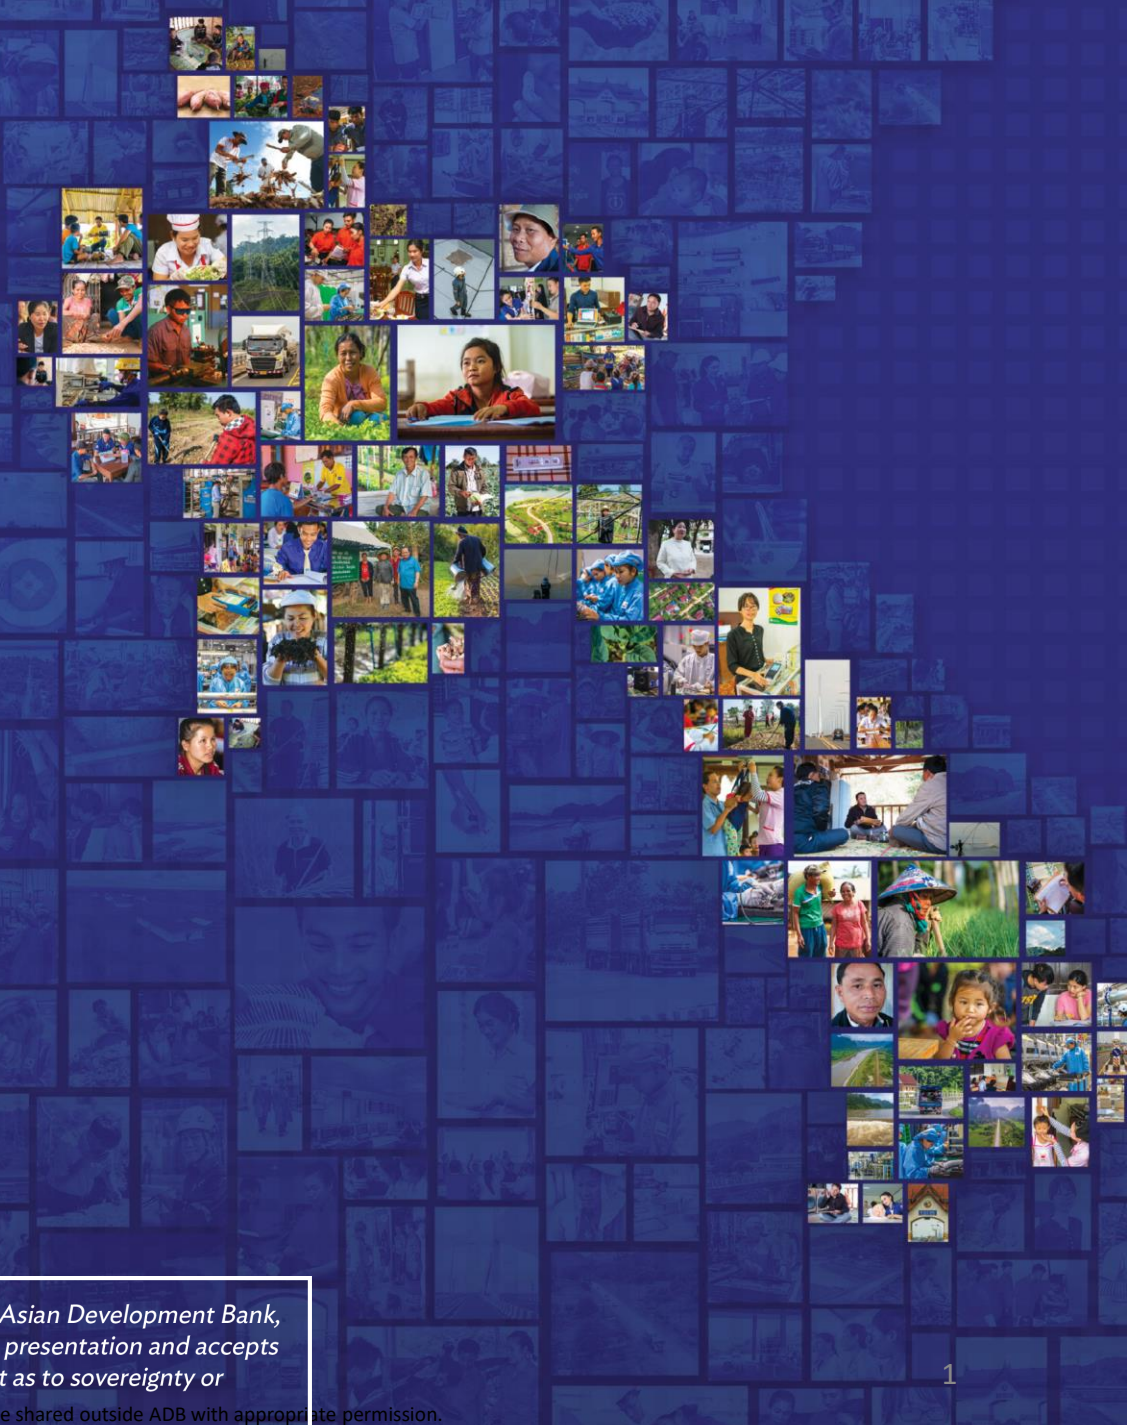 Asian Development Bank,
presentation and accepts
t as to sovereignty or
1
e shared outside ADB with appropriate permission.